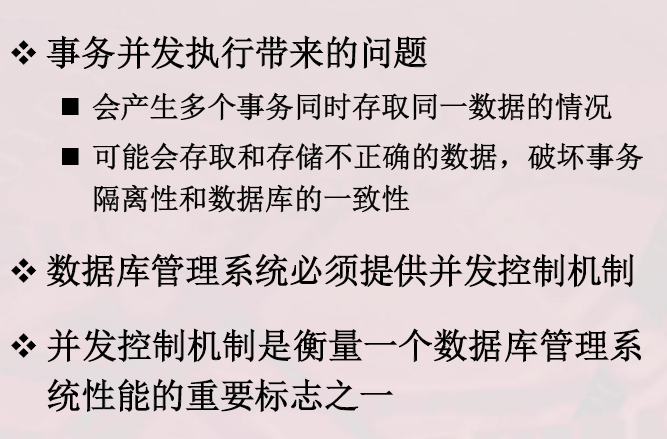 ❖ 事务并发执行带来的问题
■ 会产生多个事务同时存取同一数据的情况
■ 可能会存取和存储不正确的数据，破坏事务
隔离性和数据库的一致性
❖ 数据库管理系统必须提供并发控制机制
❖ 并发控制机制是衡量一个数据库管理系
统性能的重要标志之一